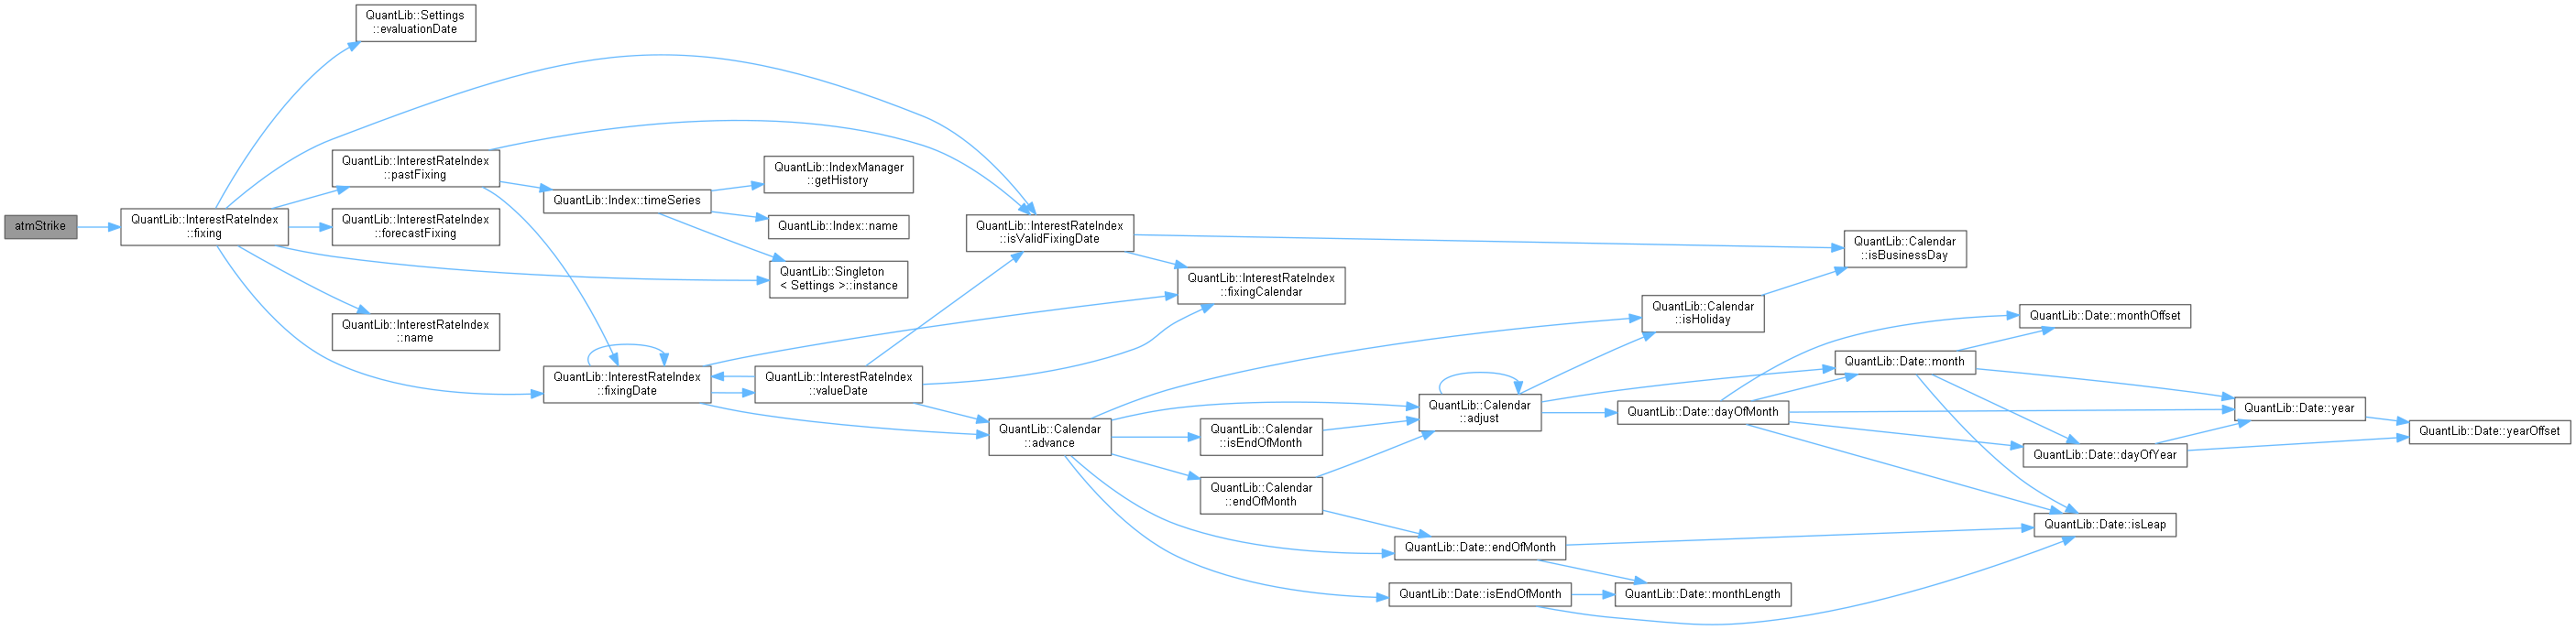 atmStrike
QuantLib::InterestRateIndex
::fixing
QuantLib::Settings
::evaluationDate
QuantLib::InterestRateIndex
::pastFixing
QuantLib::InterestRateIndex
::forecastFixing
QuantLib::InterestRateIndex
::name
QuantLib::Index::timeSeries
QuantLib::InterestRateIndex
::fixingDate
QuantLib::IndexManager
::getHistory
QuantLib::Index::name
QuantLib::Singleton
< Settings >::instance
QuantLib::InterestRateIndex
::valueDate
QuantLib::InterestRateIndex
::isValidFixingDate
QuantLib::Calendar
::advance
QuantLib::InterestRateIndex
::fixingCalendar
QuantLib::Calendar
::isEndOfMonth
QuantLib::Calendar
::endOfMonth
QuantLib::Calendar
::adjust
QuantLib::Date::endOfMonth
QuantLib::Date::isEndOfMonth
QuantLib::Calendar
::isHoliday
QuantLib::Date::dayOfMonth
QuantLib::Date::monthLength
QuantLib::Calendar
::isBusinessDay
QuantLib::Date::month
QuantLib::Date::monthOffset
QuantLib::Date::dayOfYear
QuantLib::Date::isLeap
QuantLib::Date::year
QuantLib::Date::yearOffset